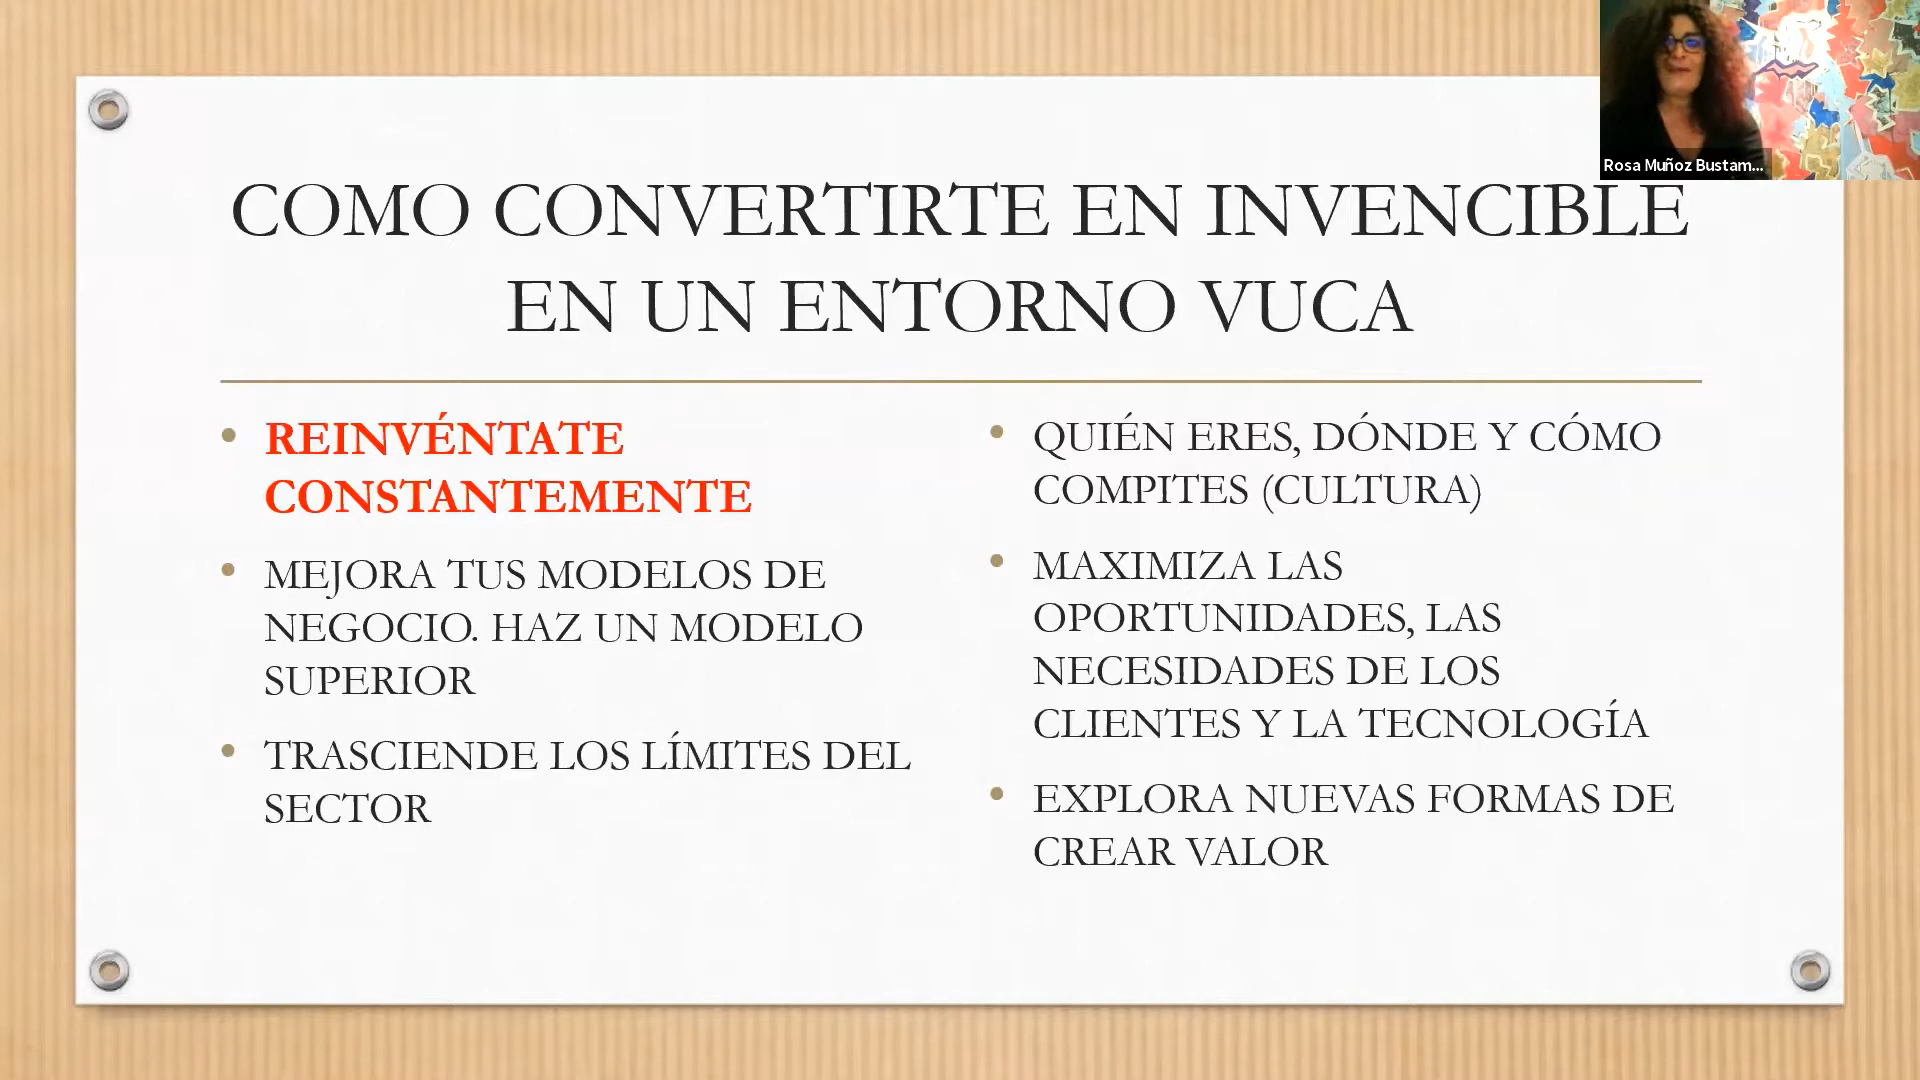 COMO CONVERTIRTE EN INVENCIBLE
EN UN ENTORNO VUCA
REINVÉNTATE
CONSTANTEMENTE
MEJORA TUS MODELOS DE
NEGOCIO. HAZ UN MODELO
SUPERIOR
TRASCIENDE LOS LÍMITES DEL
SECTOR
QUIÉN ERES, DÓNDE Y CÓMO
COMPITES (CULTURA)
MAXIMIZA LAS
OPORTUNIDADES, LAS
NECESIDADES DE LOS
CLIENTES Y LA TECNOLOGÍA
EXPLORA NUEVAS FORMAS DE
CREAR VALOR
Rosa Muñoz Bustam...